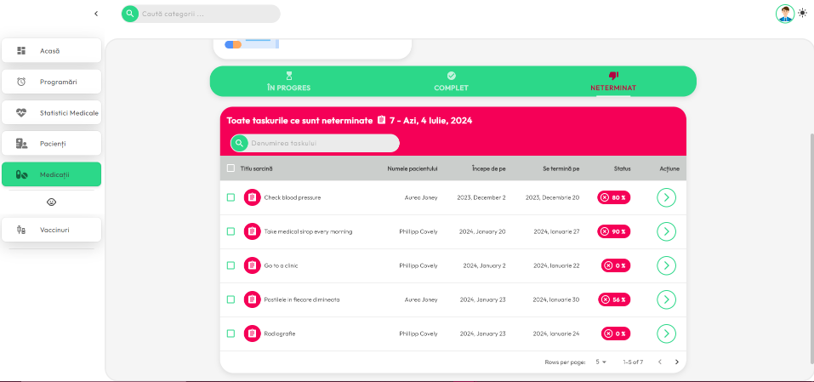 Caută categorii ....
Acasă
Programări
Statistici Medicale
Pacienți
Medicații
Vaccinuri
ÎN PROGRES
COMPLET
NETERMINAT
Toate taskurile ce sunt neterminate 7 - Azi, 4 Iulie, 2024
Denumirea taskului
Titlu sarcină Numele pacientului Începe de pe Se termină pe Status Acțiune
Check blood pressure Aurea Janey 2023, December 2 2023, Decembrie 20 80 %
Take medical sirop every morning Philipp Cavely 2024, January 20 2024, Ianuarie 27 90 %
Go to a clinic Philipp Cavely 2024, January 2 2024, Ianuarie 22 0 %
Pastilele in fiecare dimineata Aurea Janey 2024, January 23 2024, Ianuarie 30 56 %
Radiografie Philipp Cavely 2024, January 23 2024, Ianuarie 24 0 %
Rows per page: 5 1–5 of 7